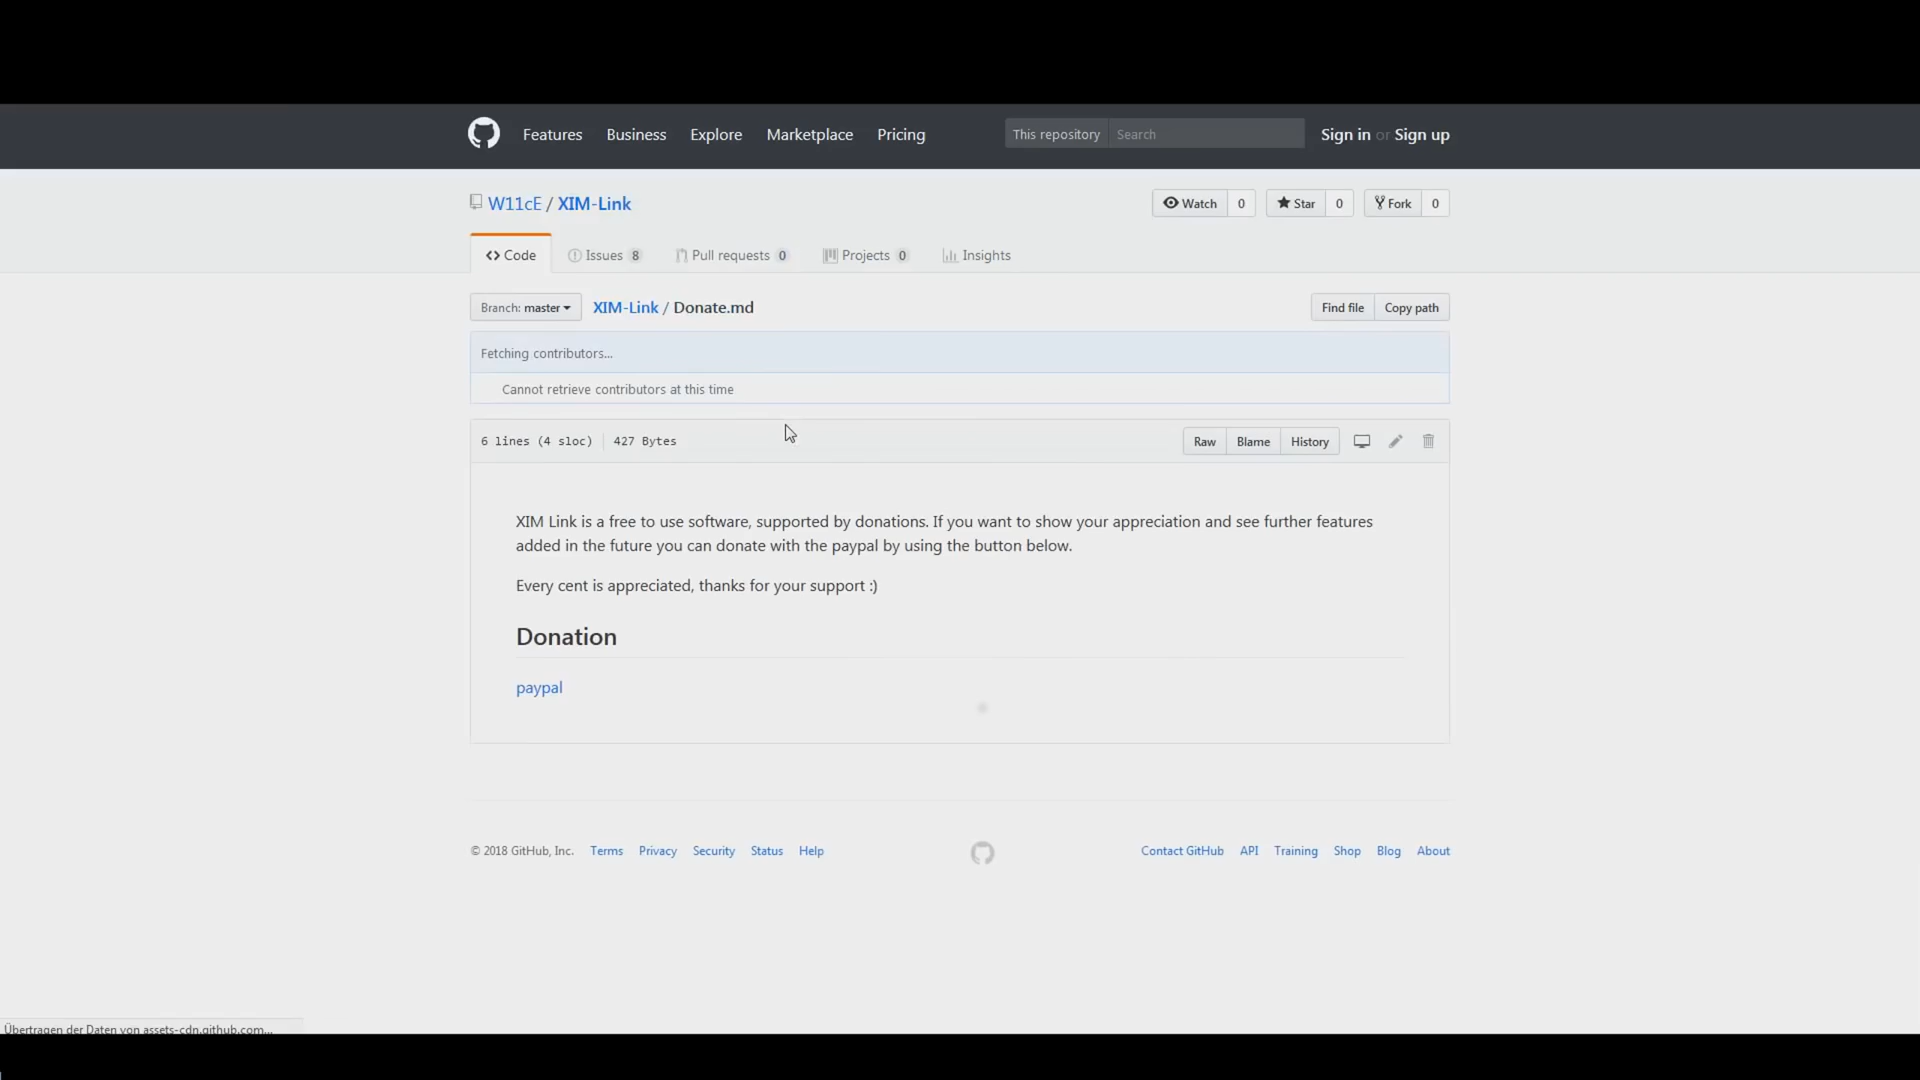 Features Business Explore Marketplace Pricing This repository Search Sign in or Sign up
W11cE / XIM-Link Watch 0 Star 0 Fork 0
Code Issues 8 Pull requests 0 Projects 0 Insights
Branch: master XIM-Link / Donate.md Find file Copy path
Fetching contributors...
Cannot retrieve contributors at this time
6 lines (4 sloc) 427 Bytes Raw Blame History
XIM Link is a free to use software, supported by donations. If you want to show your appreciation and see further features
added in the future you can donate with the paypal by using the button below.
Every cent is appreciated, thanks for your support :)
Donation
paypal
© 2018 GitHub, Inc. Terms Privacy Security Status Help Contact GitHub API Training Shop Blog About
Übertragen der Daten von assets-cdn.github.com...